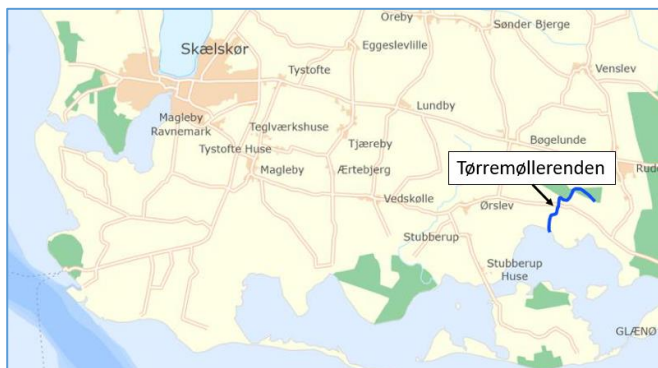 Oreby
Sønder Bjerge
Skælskør
Eggeslevlille
Tystofte
Venslev
Lundby
Magleby
Ravnemark
Teglværkshuse
Tjæreby
Bøgelunde
Tystofte Huse
Magleby
Ærtebjerg
Tørremøllerenden
Rude
Vedskølle
Ørslev
Stubberup
Stubberup
Huse
GLÆNØ